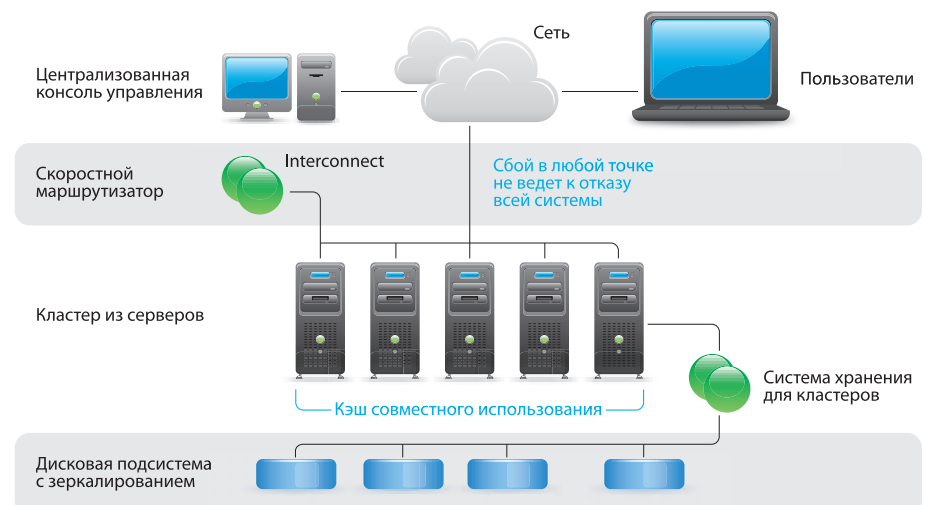 Сеть
Централизованная
консоль управления
Пользователи
Скоростной
маршрутизатор
Interconnect
Сбой в любой точке
не ведет к отказу
всей системы
Кластер из серверов
Система хранения
для кластеров
Кэш совместного использования
Дисковая подсистема
с зеркалированием